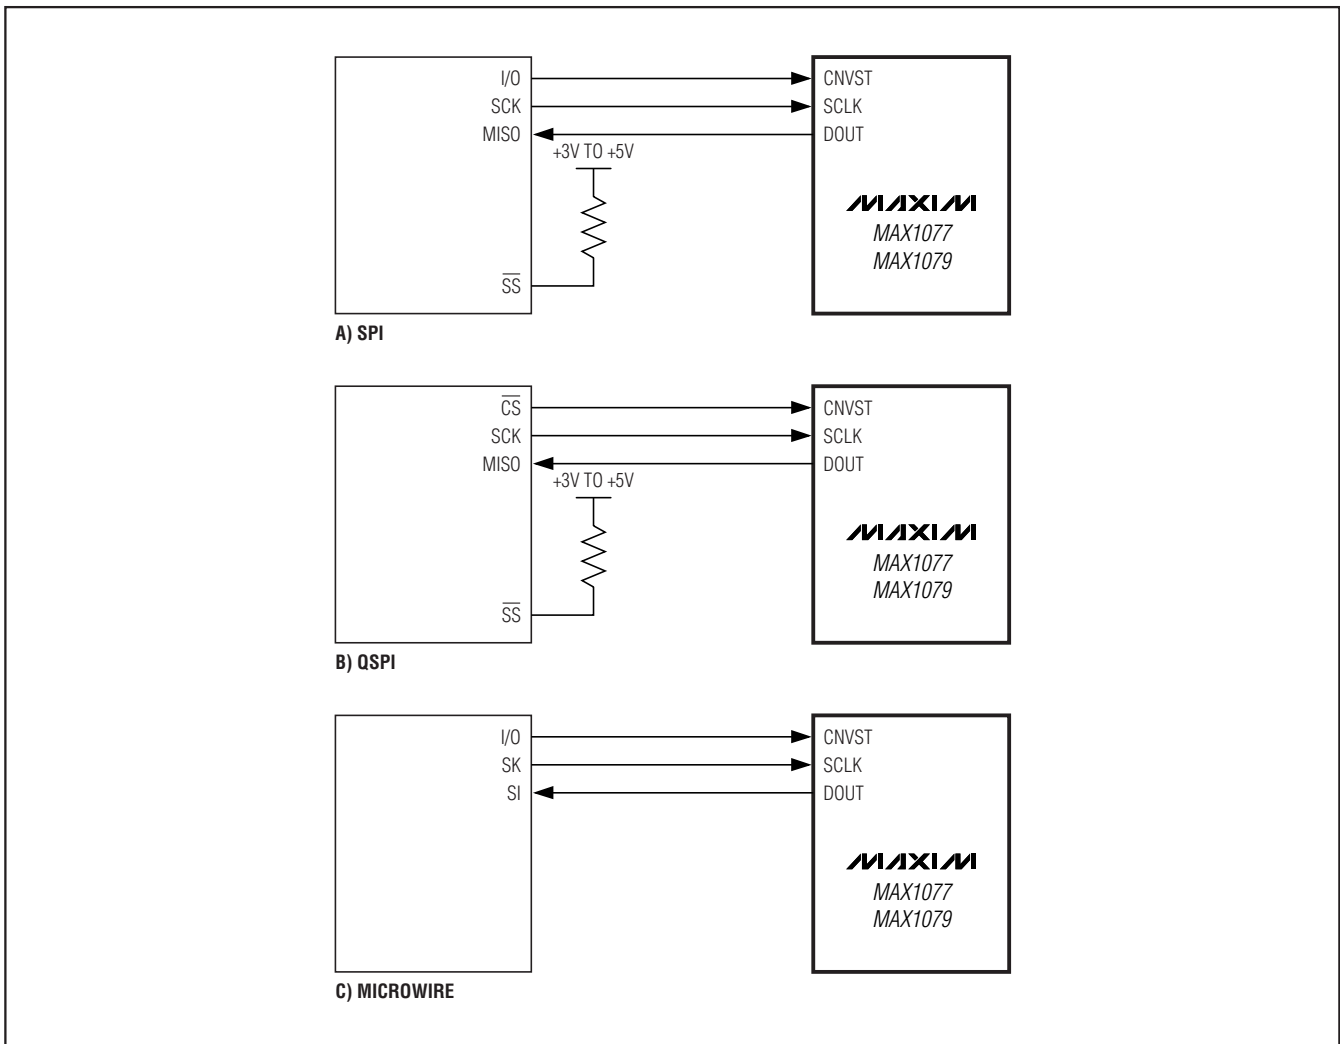 I/O
SCK
MISO
+3V TO +5V
SS
CNVST
SCLK
DOUT
MAXIM
MAX1077
MAX1079
A) SPI
CS
SCK
MISO
+3V TO +5V
SS
CNVST
SCLK
DOUT
MAXIM
MAX1077
MAX1079
B) QSPI
I/O
SK
SI
CNVST
SCLK
DOUT
MAXIM
MAX1077
MAX1079
C) MICROWIRE